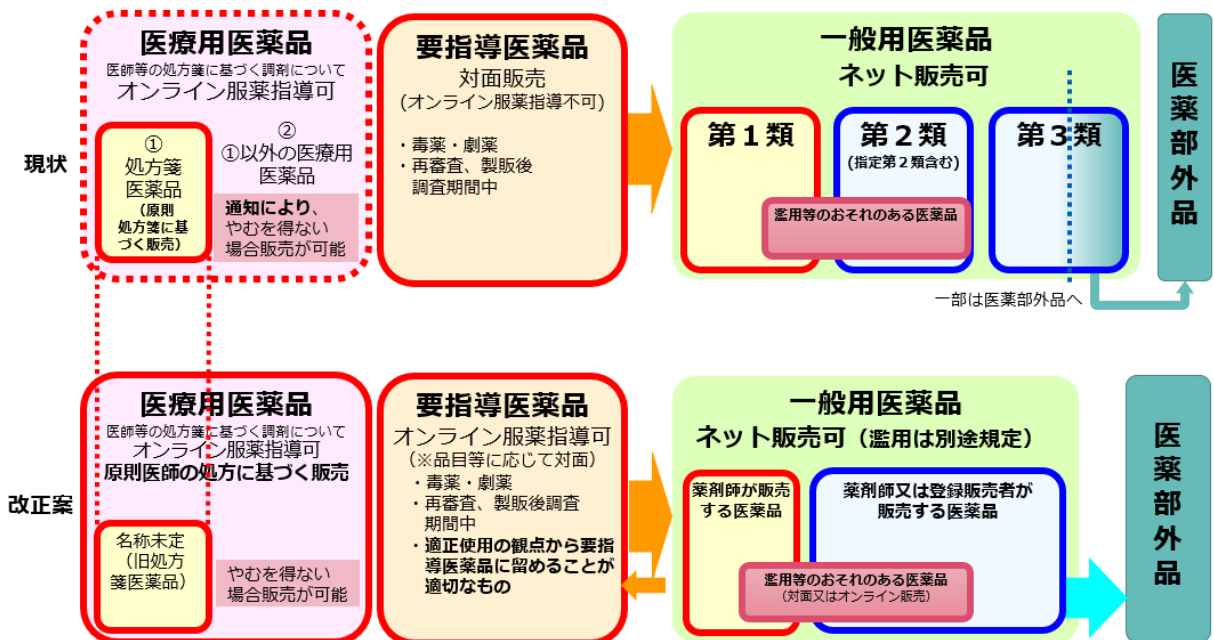 現状
医療用医薬品
医師等の処方箋に基づく調剤について
オンライン服薬指導可
①
処方箋
医薬品
(原則
処方箋に基
づく販売)
②
①以外の医療用
医薬品
通知により、
やむを得ない
場合販売が可能
要指導医薬品
対面販売
(オンライン服薬指導不可)
・毒薬・劇薬
・再審査、製販後
調査期間中
一般用医薬品
ネット販売可
第1類
第2類
(指定第2類含む)
第3類
濫用等のおそれのある医薬品
一部は医薬部外品へ
医薬部外品
改正案
医療用医薬品
医師等の処方箋に基づく調剤について
オンライン服薬指導可
原則医師の処方に基づく販売
名称未定
(旧処方
箋医薬品)
やむを得ない
場合販売が可能
要指導医薬品
オンライン服薬指導可
(※品目等に応じて対面)
・毒薬・劇薬
・再審査、製販後調査
期間中
・適正使用の観点から要指
導医薬品に留めることが
適切なもの
一般用医薬品
ネット販売可(濫用は別途規定)
薬剤師が販売
する医薬品
薬剤師又は登録販売者が
販売する医薬品
濫用等のおそれのある医薬品
(対面又はオンライン販売)
医薬部外品